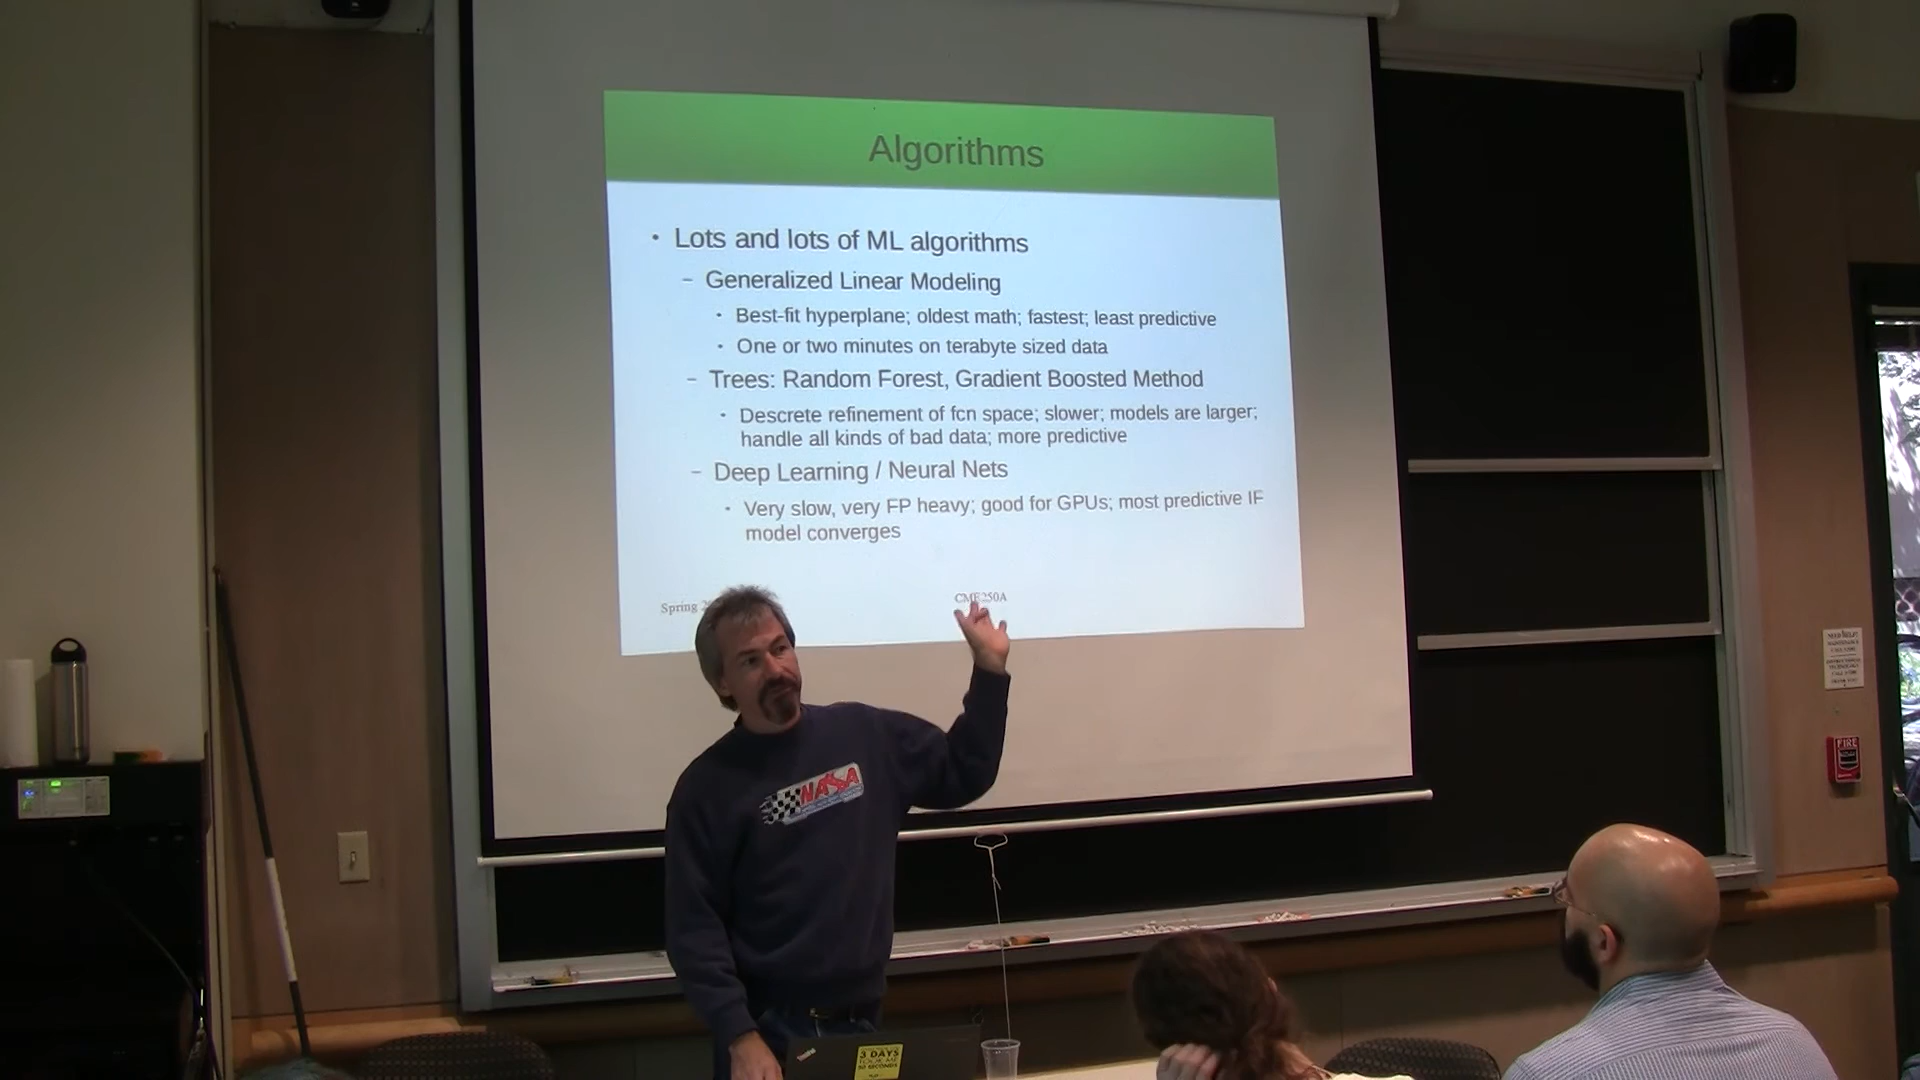 Algorithms
• Lots and lots of ML algorithms
– Generalized Linear Modeling
• Best-fit hyperplane; oldest math; fastest; least predictive
• One or two minutes on terabyte sized data
– Trees: Random Forest, Gradient Boosted Method
• Descrete refinement of fcn space; slower; models are larger;
handle all kinds of bad data; more predictive
– Deep Learning / Neural Nets
• Very slow, very FP heavy; good for GPUs; most predictive IF
model converges
Spring
CME250A
NASA
FIRE
3 DAYS